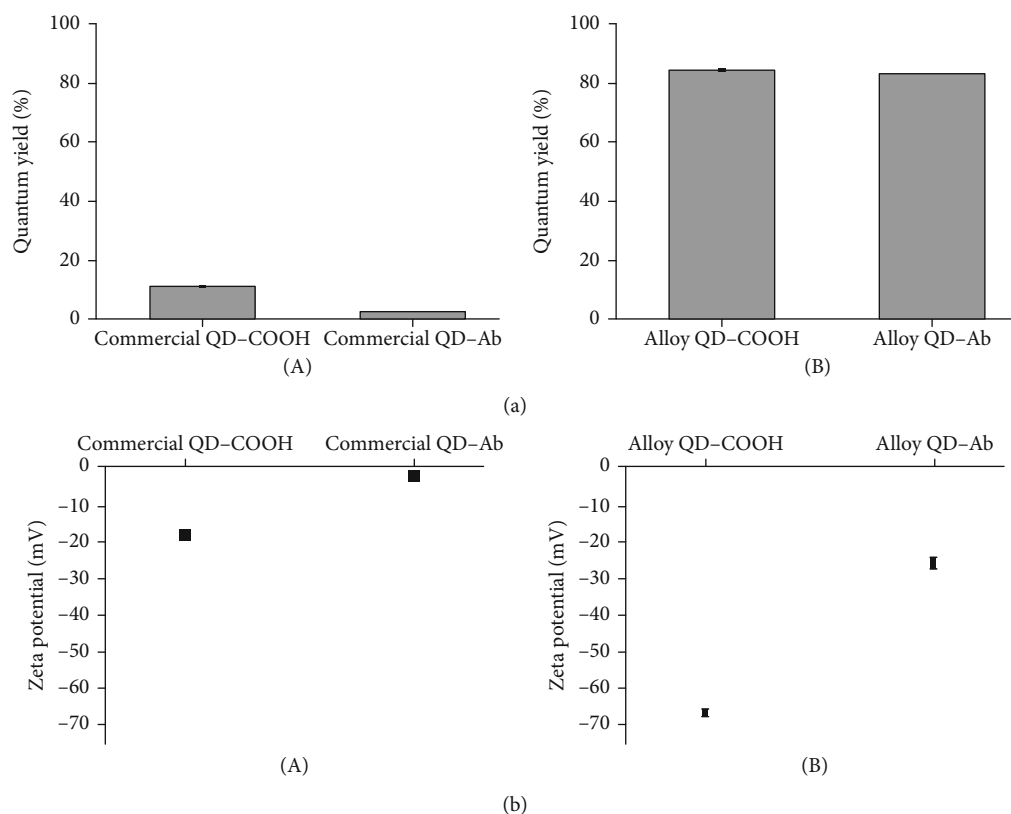 100
80
60
40
20
0
Quantum yield (%)
Commercial QD–COOH
Commercial QD–Ab
(A)
100
80
60
40
20
0
Quantum yield (%)
Alloy QD–COOH
Alloy QD–Ab
(B)
(a)
Commercial QD–COOH
Commercial QD–Ab
0
–10
–20
–30
–40
–50
–60
–70
Zeta potential (mV)
(A)
Alloy QD–COOH
Alloy QD–Ab
0
–10
–20
–30
–40
–50
–60
–70
Zeta potential (mV)
(B)
(b)